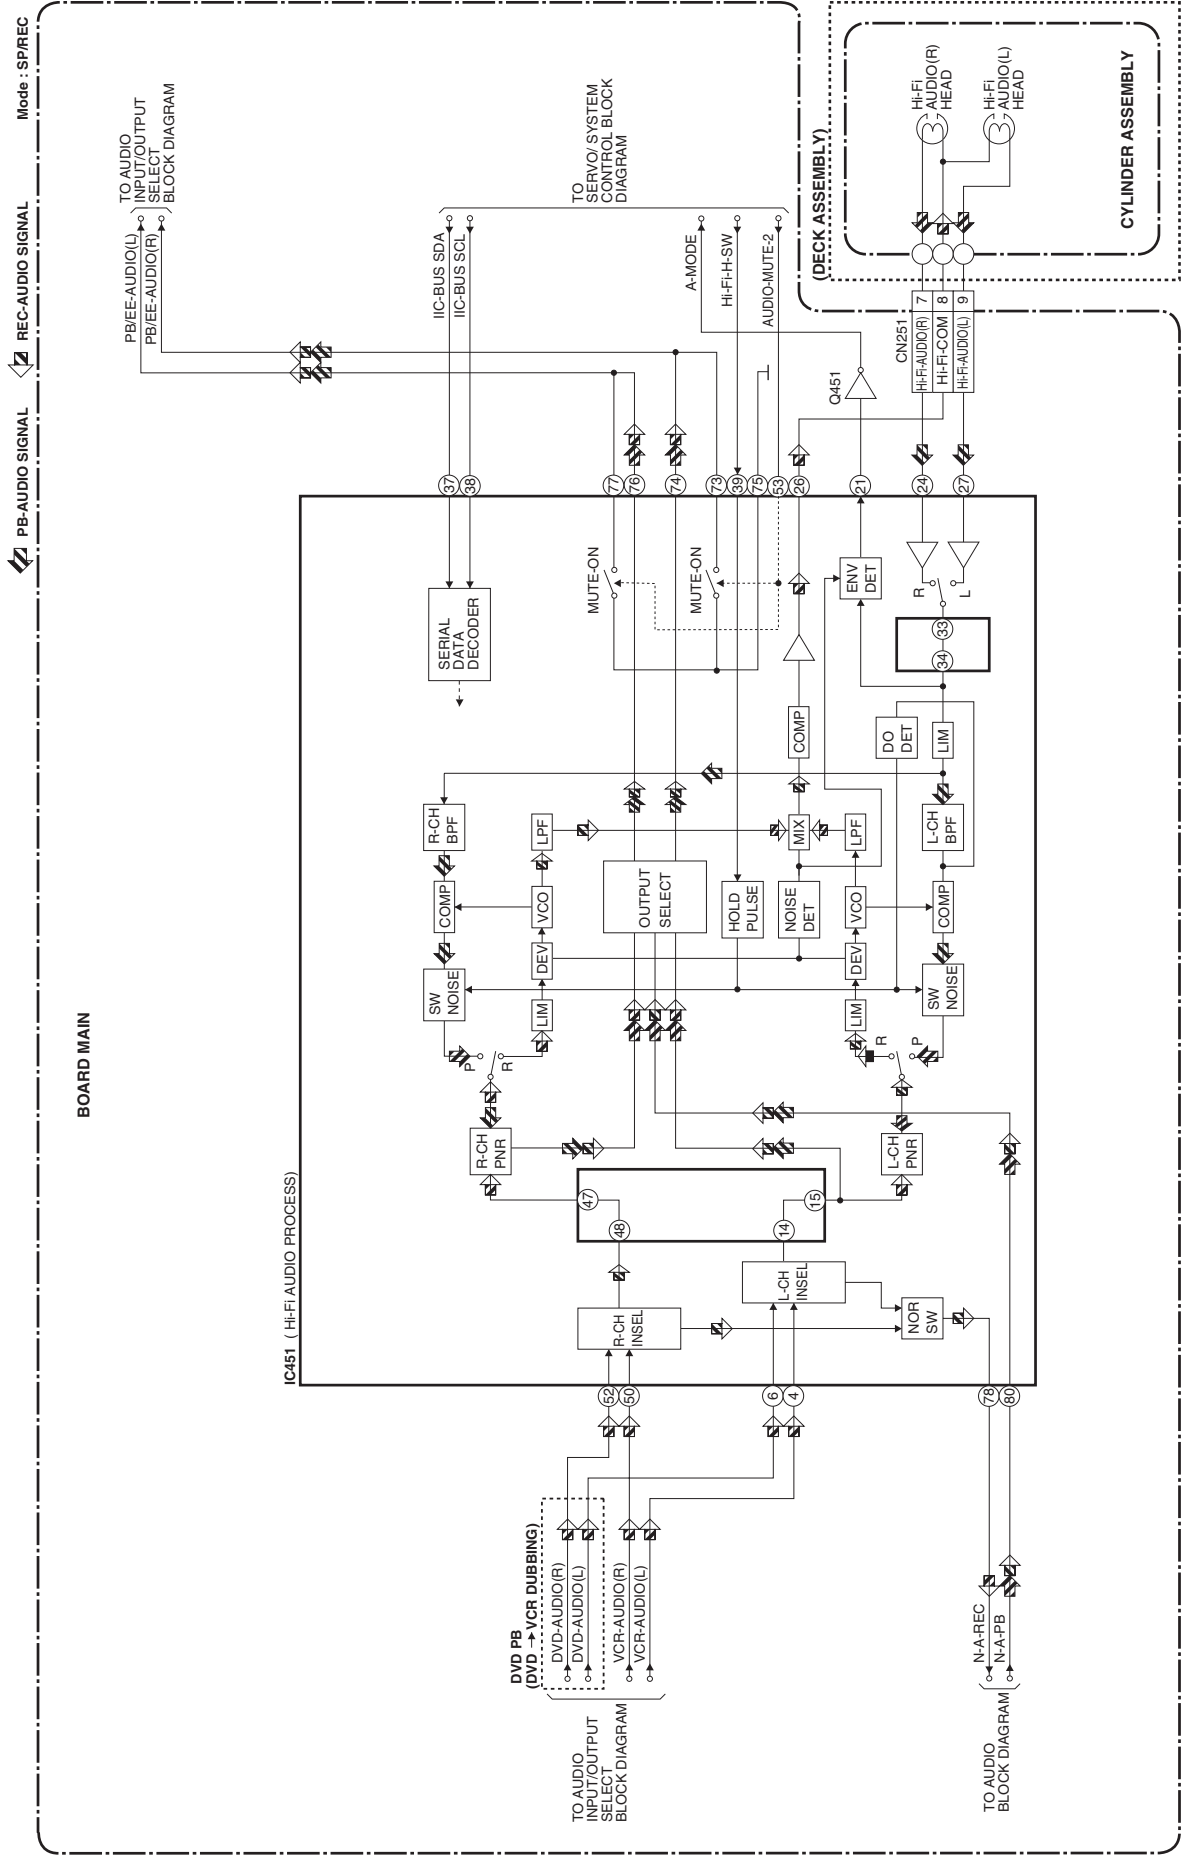 Mode : SP/REC
PB-AUDIO SIGNAL
REC-AUDIO SIGNAL
BOARD MAIN
TO AUDIO
INPUT/OUTPUT
SELECT
BLOCK DIAGRAM
PB/EE-AUDIO(L)
PB/EE-AUDIO(R)
TO
SERVO/ SYSTEM
CONTROL BLOCK
DIAGRAM
IIC-BUS SDA
IIC-BUS SCL
A-MODE
Hi-Fi-H-SW
AUDIO-MUTE-2
(DECK ASSEMBLY)
CYLINDER ASSEMBLY
Hi-Fi
AUDIO(R)
HEAD
Hi-Fi
AUDIO(L)
HEAD
CN251
Hi-Fi-AUDIO(R)
7
Hi-Fi-COM
8
Hi-Fi-AUDIO(L)
9
Q451
IC451 ( Hi-Fi AUDIO PROCESS)
37
38
77
76
74
73
39
75
53
26
21
24
27
SERIAL
DATA
DECODER
MUTE-ON
MUTE-ON
ENV
DET
R
L
33
34
COMP
DO
DET
LIM
R-CH
BPF
LPF
MIX
LPF
L-CH
BPF
COMP
VCO
OUTPUT
SELECT
HOLD
PULSE
NOISE
DET
VCO
COMP
SW
NOISE
DEV
LIM
DEV
LIM
SW
NOISE
P
R
R
P
R-CH
PNR
L-CH
PNR
47
48
15
14
R-CH
INSEL
L-CH
INSEL
NOR
SW
52
50
6
4
78
80
DVD PB
(DVD → VCR DUBBING)
DVD-AUDIO(R)
DVD-AUDIO(L)
VCR-AUDIO(R)
VCR-AUDIO(L)
TO AUDIO
INPUT/OUTPUT
SELECT
BLOCK DIAGRAM
N-A-REC
N-A-PB
TO AUDIO
BLOCK DIAGRAM